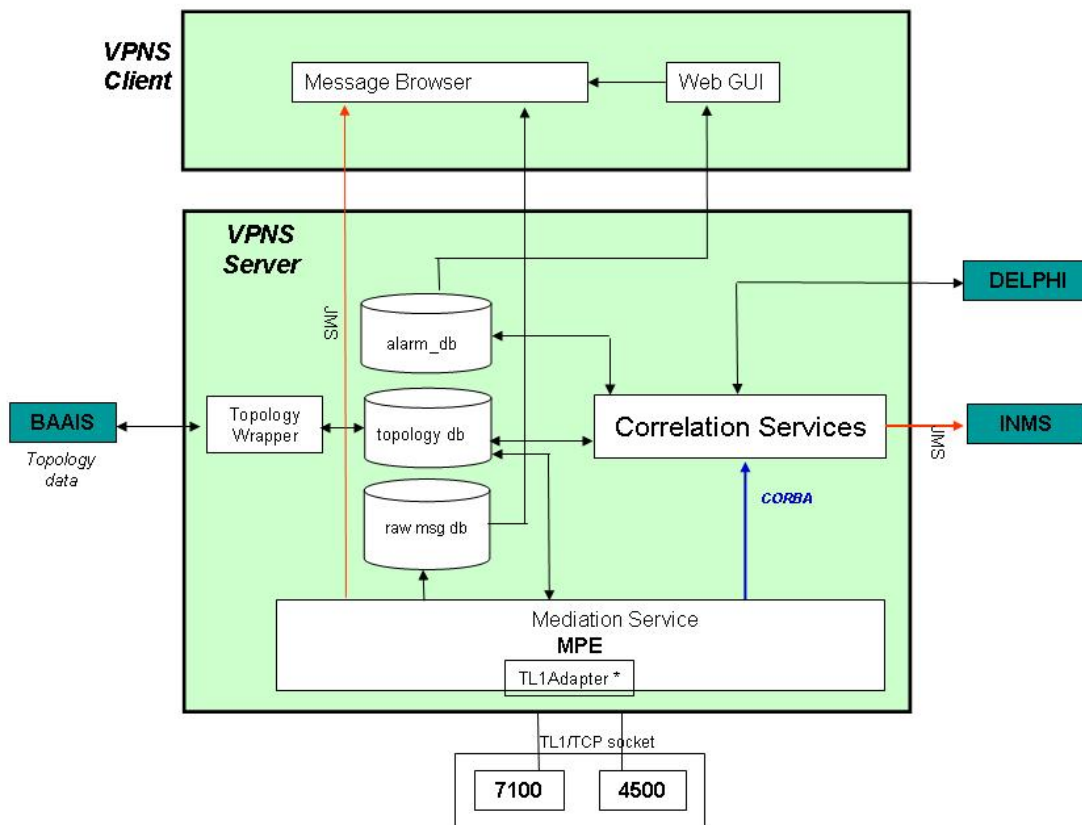 VPNS
Client
Message Browser
Web GUI
VPNS
Server
JMS
alarm_db
DELPHI
BAAIS
Topology
data
Topology
Wrapper
topology db
Correlation Services
INMS
JMS
raw msg db
CORBA
Mediation Service
MPE
TL1Adapter *
TL1/TCP socket
7100
4500